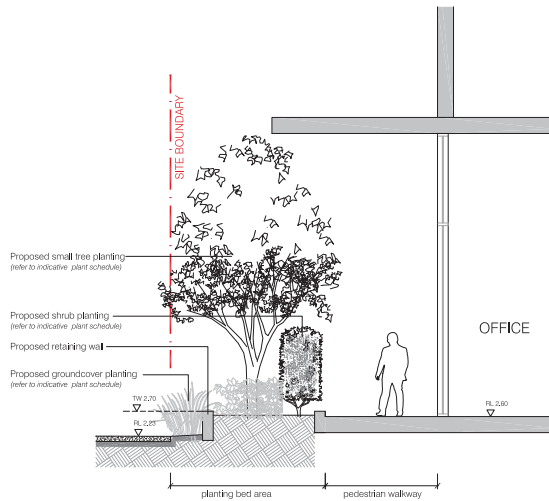 SITE BOUNDARY
Proposed small tree planting
(refer to indicative plant schedule)
Proposed shrub planting
(refer to indicative plant schedule)
Proposed retaining wall
Proposed groundcover planting
(refer to indicative plant schedule)
TW 2.70
RL 2.23
OFFICE
RL 2.60
planting bed area
pedestrian walkway